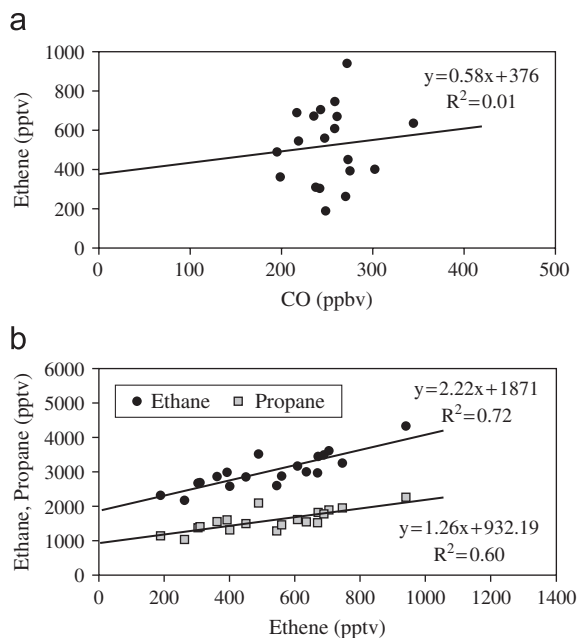 a
1000
800
600
400
200
0
Ethene (pptv)
y=0.58x+376
R²=0.01
0 100 200 300 400 500
CO (ppbv)
b
6000
5000
4000
3000
2000
1000
0
Ethane, Propane (pptv)
Ethane Propane
y=2.22x+1871
R²=0.72
y=1.26x+932.19
R²=0.60
0 200 400 600 800 1000 1200 1400
Ethene (pptv)